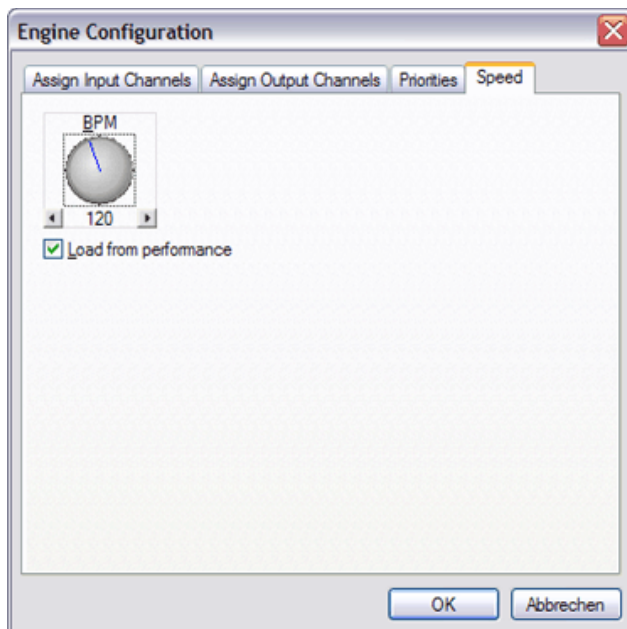 Engine Configuration
Assign Input Channels Assign Output Channels Priorities Speed
BPM
120
Load from performance
OK Abbrechen